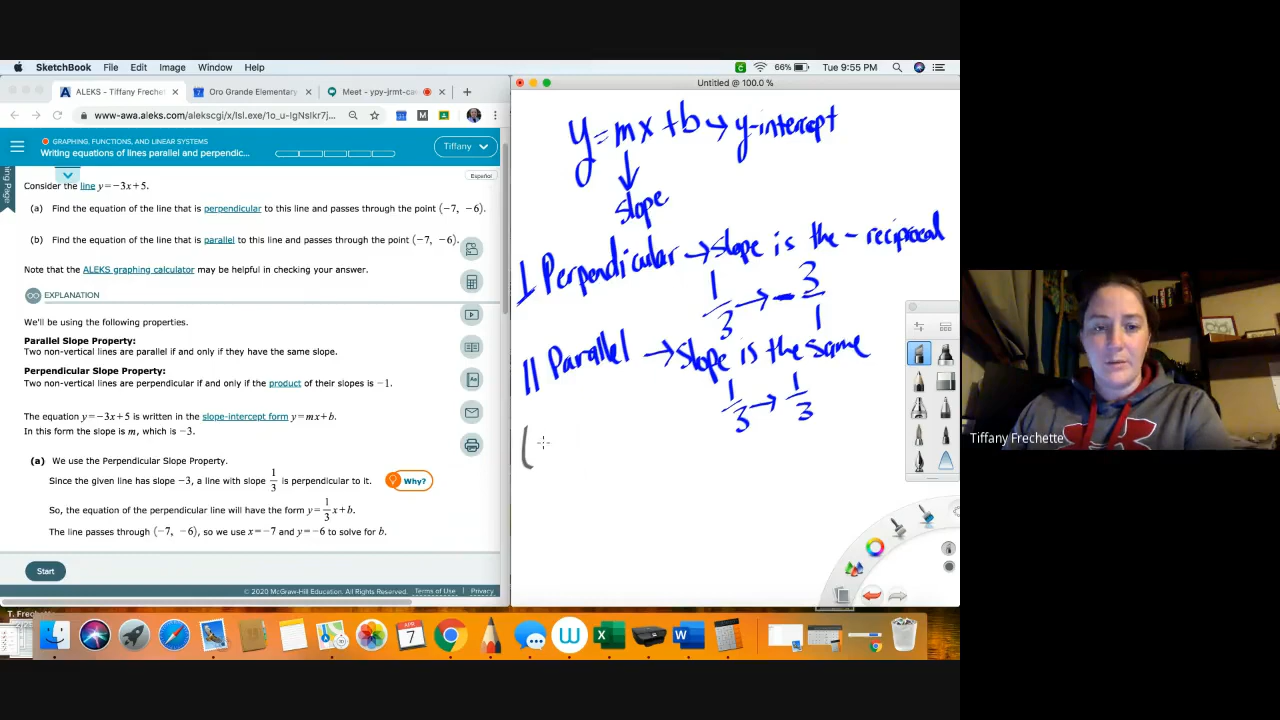 SketchBook File Edit Image Window Help
66% Tue 9:55 PM
ALEKS - Tiffany Freche
Oro Grande Elementary
Meet - ypy-jrmt-ca
Untitled @ 100.0 %
www-awa.aleks.com/alekscgi/x/Isl.exe/1o_u-IgNsIkr7j...
GRAPHING, FUNCTIONS, AND LINEAR SYSTEMS
Writing equations of lines parallel and perpendic...
Tiffany
Español
Consider the line y=−3x+5.
(a) Find the equation of the line that is perpendicular to this line and passes through the point (−7, −6).
(b) Find the equation of the line that is parallel to this line and passes through the point (−7, −6).
Note that the ALEKS graphing calculator may be helpful in checking your answer.
EXPLANATION
We'll be using the following properties.
Parallel Slope Property:
Two non-vertical lines are parallel if and only if they have the same slope.
Perpendicular Slope Property:
Two non-vertical lines are perpendicular if and only if the product of their slopes is −1.
The equation y=−3x+5 is written in the slope-intercept form y=mx+b.
In this form the slope is m, which is −3.
(a) We use the Perpendicular Slope Property.
Since the given line has slope −3, a line with slope 1/3 is perpendicular to it.
Why?
So, the equation of the perpendicular line will have the form y=1/3x+b.
The line passes through (−7, −6), so we use x=−7 and y=−6 to solve for b.
Start
© 2020 McGraw-Hill Education. All Rights Reserved. Terms of Use Privacy
T. Frechette
y=mx+b→y-intercept
↓
slope
⊥ Perpendicular →slope is the - reciprocal
1/3 → -3/1
|| Parallel →slope is the same
1/3 → 1/3
(
Tiffany Frechette
APR
7